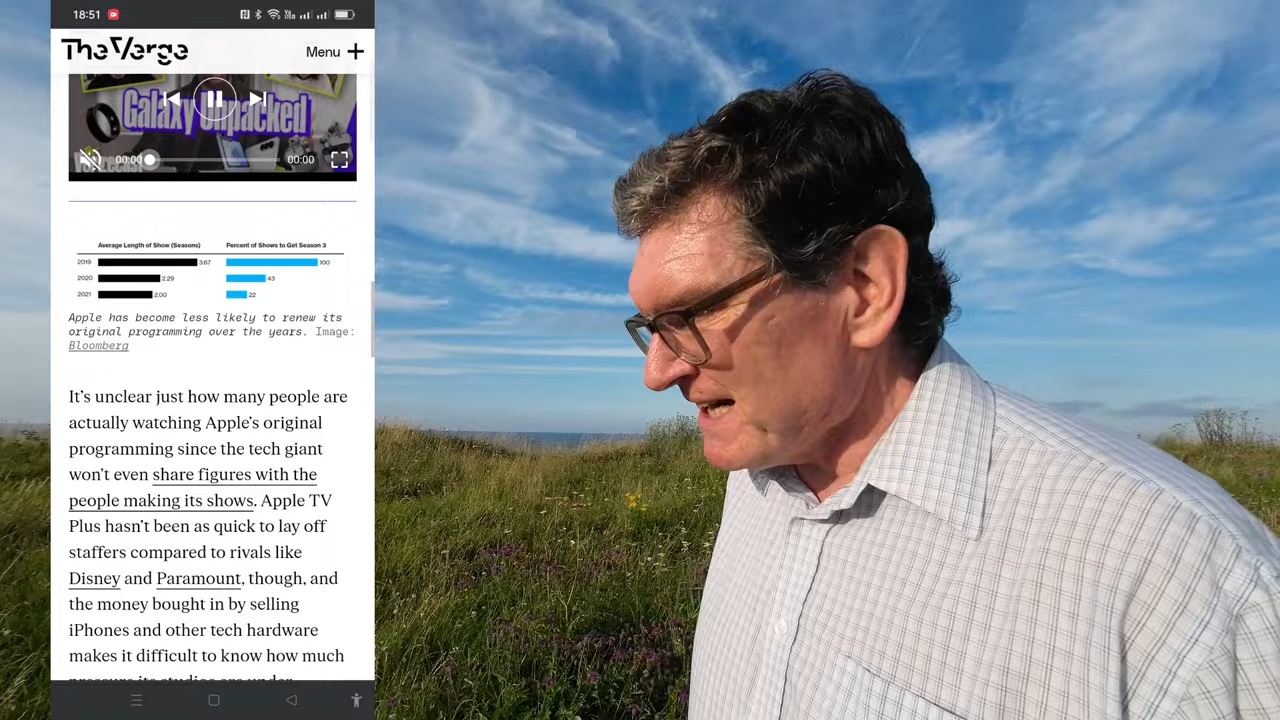 18:51
The Verge
Menu +
Galaxy Unpacked
00:00
00:00
Average Length of Show (Seasons)
Percent of Shows to Get Season 3
2019 3.67 100
2020 2.29 43
2021 2.00 22
Apple has become less likely to renew its
original programming over the years. Image:
Bloomberg
It’s unclear just how many people are
actually watching Apple’s original
programming since the tech giant
won’t even share figures with the
people making its shows. Apple TV
Plus hasn’t been as quick to lay off
staffers compared to rivals like
Disney and Paramount, though, and
the money bought in by selling
iPhones and other tech hardware
makes it difficult to know how much
pressure its studios are under